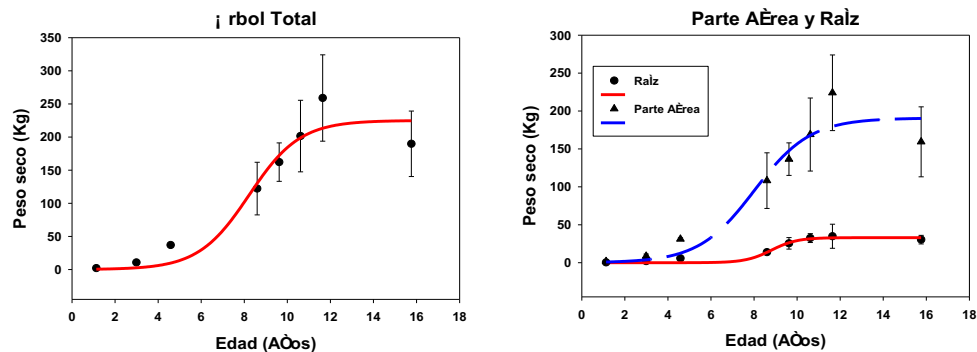 ¡ rbol Total
350
300
250
200
150
100
50
0
Peso seco (Kg)
0 2 4 6 8 10 12 14 16 18
Edad (AÒos)
Parte AÈrea y RaÌz
300
250
200
150
100
50
0
Peso seco (Kg)
RaÌz
Parte AÈrea
0 2 4 6 8 10 12 14 16 18
Edad (AÒos)